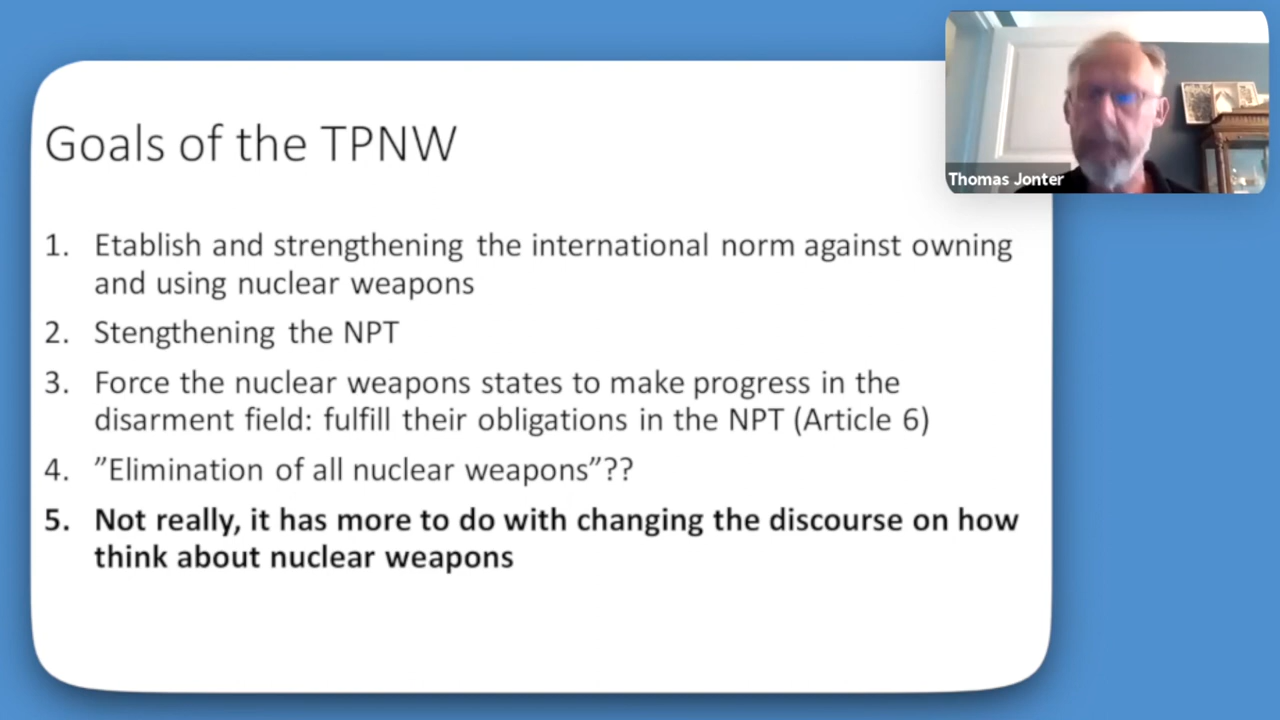 Goals of the TPNW
Thomas Jonter
1. Etablish and strengthening the international norm against owning
and using nuclear weapons
2. Stengthening the NPT
3. Force the nuclear weapons states to make progress in the
disarment field: fulfill their obligations in the NPT (Article 6)
4. ”Elimination of all nuclear weapons”??
5. Not really, it has more to do with changing the discourse on how
think about nuclear weapons